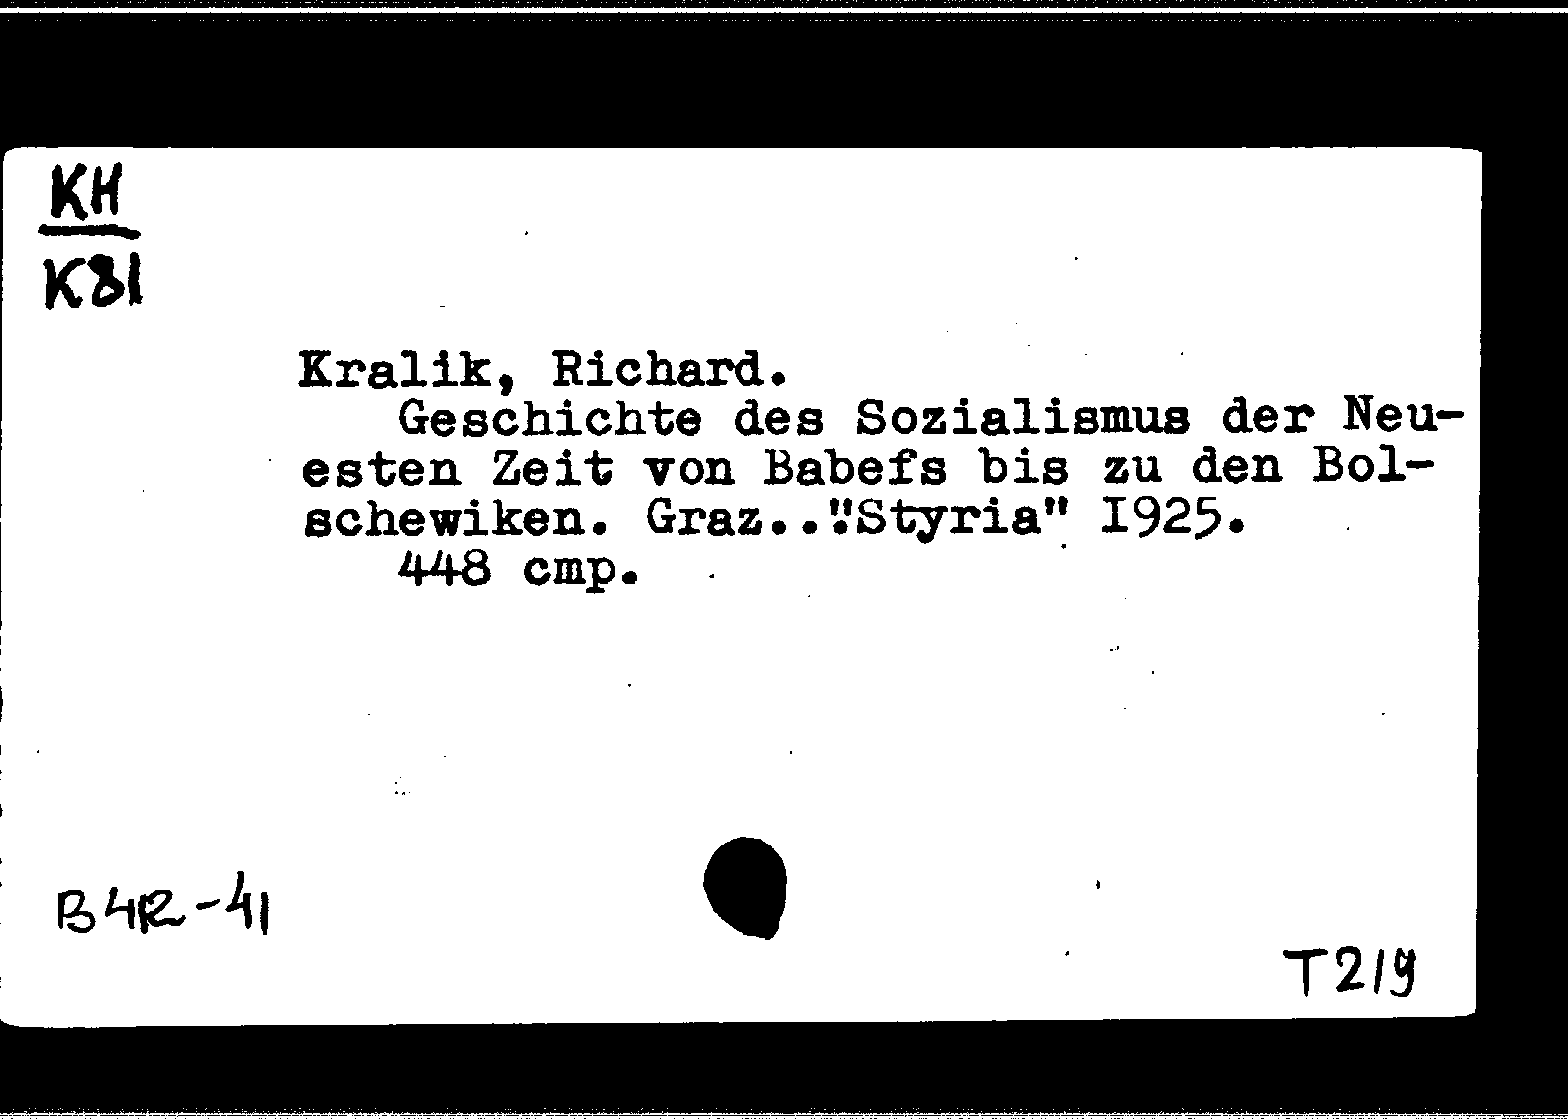 KH
K81
Kralik, Richard.
Geschichte des Sozialismus der Neu-
esten Zeit von Babefs bis zu den Bol-
schewiken. Graz.."Styria" I925.
448 cmp.
B4R-41
T219